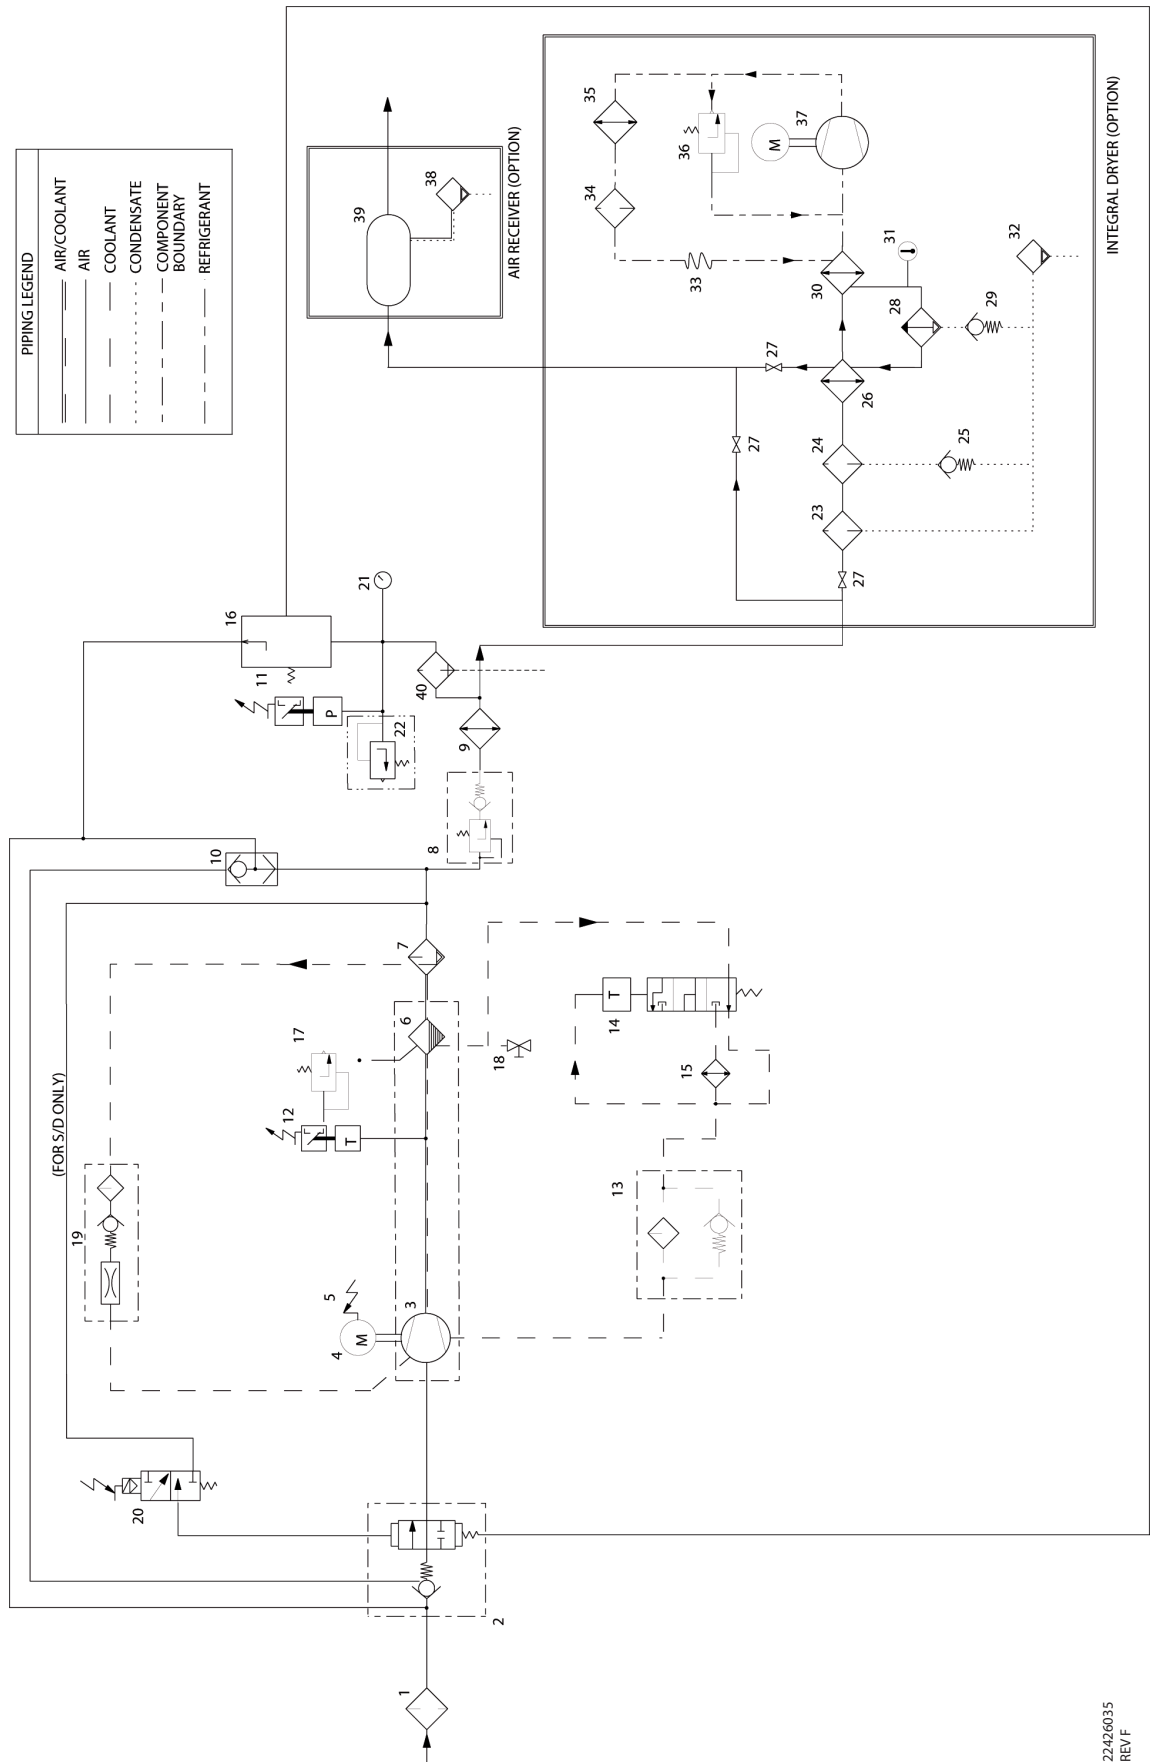 PIPING LEGEND
AIR/COOLANT
AIR
COOLANT
CONDENSATE
COMPONENT
BOUNDARY
REFRIGERANT
AIR RECEIVER (OPTION)
39
38
INTEGRAL DRYER (OPTION)
35
34
33
36
37
M
30
31
32
28
29
27
26
27
24
25
23
27
21
16
11
P
22
40
9
8
10
(FOR S/D ONLY)
7
6
17
12
T
18
14
T
15
13
19
5
4
M
3
20
2
1
22426035
REV F